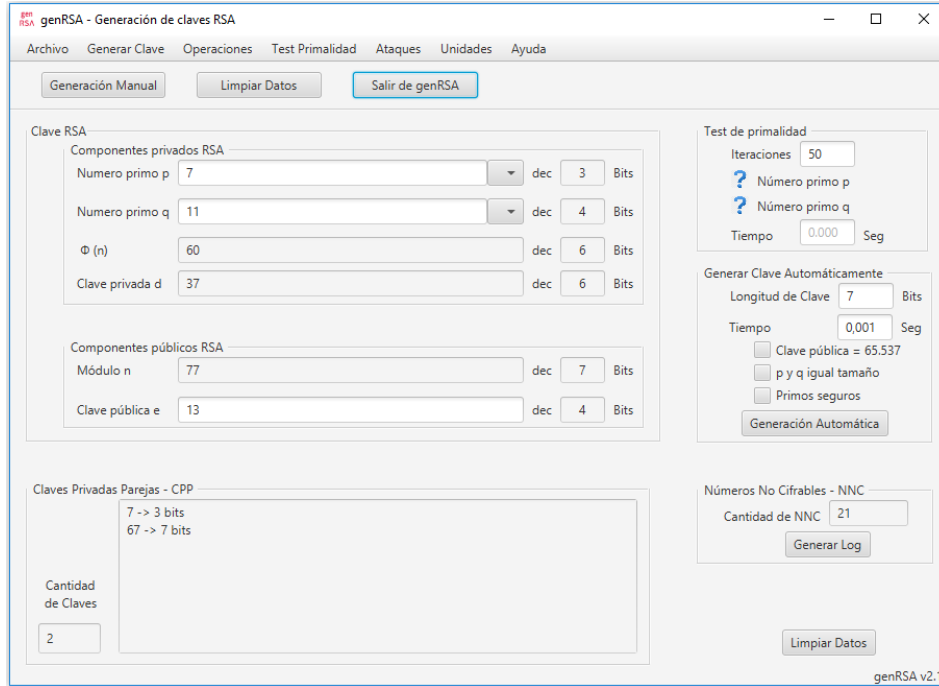 gen RSA genRSA - Generación de claves RSA
Archivo Generar Clave Operaciones Test Primalidad Ataques Unidades Ayuda
Generación Manual Limpiar Datos Salir de genRSA
Clave RSA
Componentes privados RSA
Numero primo p 7 dec 3 Bits
Numero primo q 11 dec 4 Bits
Φ (n) 60 dec 6 Bits
Clave privada d 37 dec 6 Bits
Componentes públicos RSA
Módulo n 77 dec 7 Bits
Clave pública e 13 dec 4 Bits
Test de primalidad
Iteraciones 50
? Número primo p
? Número primo q
Tiempo 0.000 Seg
Generar Clave Automáticamente
Longitud de Clave 7 Bits
Tiempo 0,001 Seg
Clave pública = 65.537
p y q igual tamaño
Primos seguros
Generación Automática
Claves Privadas Parejas - CPP
7 -> 3 bits
67 -> 7 bits
Cantidad
de Claves
2
Números No Cifrables - NNC
Cantidad de NNC 21
Generar Log
Limpiar Datos
genRSA v2.1